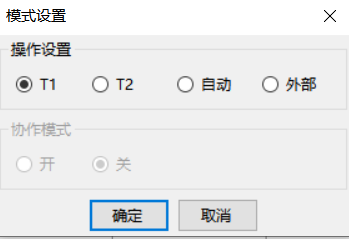 模式设置
操作设置
T1 T2 自动 外部
协作模式
开 关
确定 取消